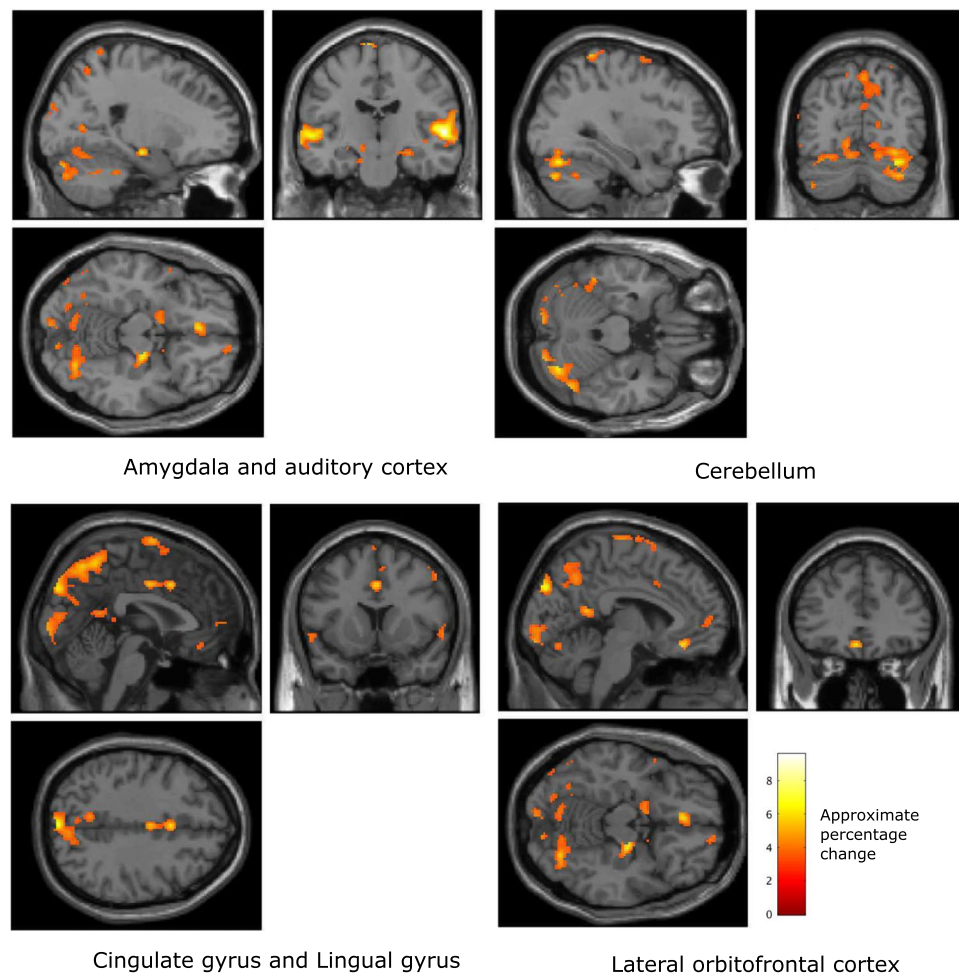 Amygdala and auditory cortex
Cerebellum
Cingulate gyrus and Lingual gyrus
8
6
4
2
0
Approximate
percentage
change
Lateral orbitofrontal cortex